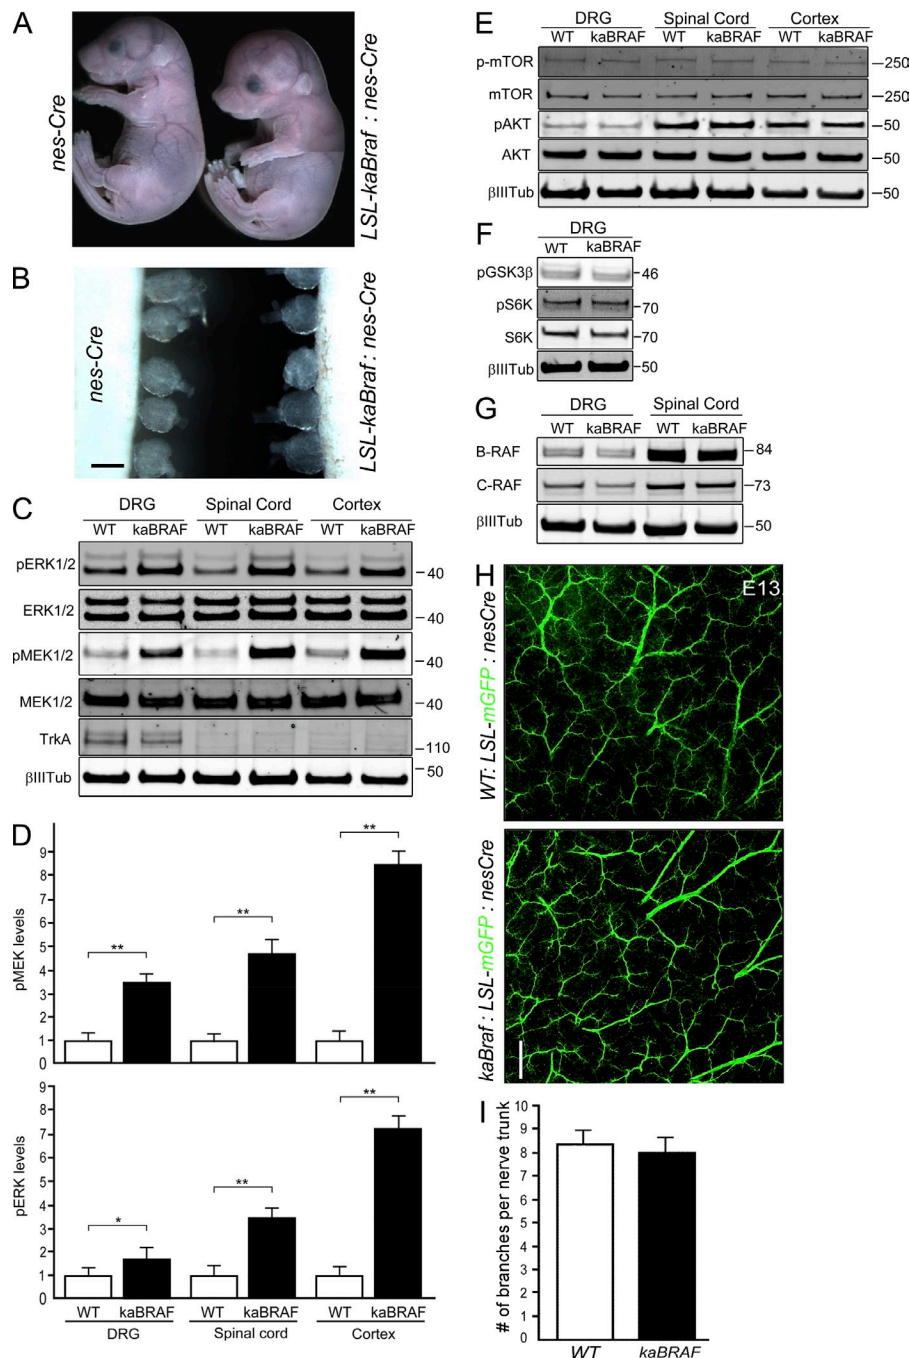 A
nes-Cre
LSL-kaBraf : nes-Cre
B
nes-Cre
LSL-kaBraf: nes-Cre
C
DRG Spinal Cord Cortex
WT kaBRAF WT kaBRAF WT kaBRAF
pERK1/2 40
ERK1/2 40
pMEK1/2 40
MEK1/2 40
TrkA 110
βIIITub 50
D
pMEK levels
9
8
7
5
4
3
2
1
0
** ** **
pERK levels
9
8
7
5
4
2
1
0
* ** **
WT kaBRAF WT kaBRAF WT kaBRAF
DRG Spinal cord Cortex
E
DRG Spinal Cord Cortex
WT kaBRAF WT kaBRAF WT kaBRAF
p-mTOR 250
mTOR 250
pAKT 50
AKT 50
βIIITub 50
F
DRG
WT kaBRAF
pGSK3β 46
pS6K 70
S6K 70
βIIITub 50
G
DRG Spinal Cord
WT kaBRAF WT kaBRAF
B-RAF 84
C-RAF 73
βIIITub 50
H
E13.
WT: LSL-mGFP : nesCre
kaBraf : LSL-mGFP : nesCre
I
# of branches per nerve trunk
10
9
8
7
6
5
4
3
2
1
0
WT kaBRAF